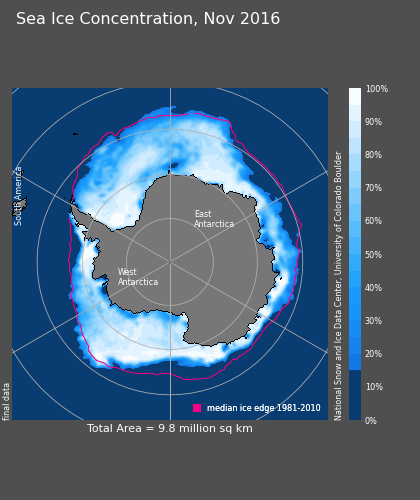 Sea Ice Concentration, Nov 2016
South America
East
Antarctica
West
Antarctica
median ice edge 1981-2010
final data
Total Area = 9.8 million sq km
National Snow and Ice Data Center, University of Colorado Boulder
100%
90%
80%
70%
60%
50%
40%
30%
20%
10%
0%